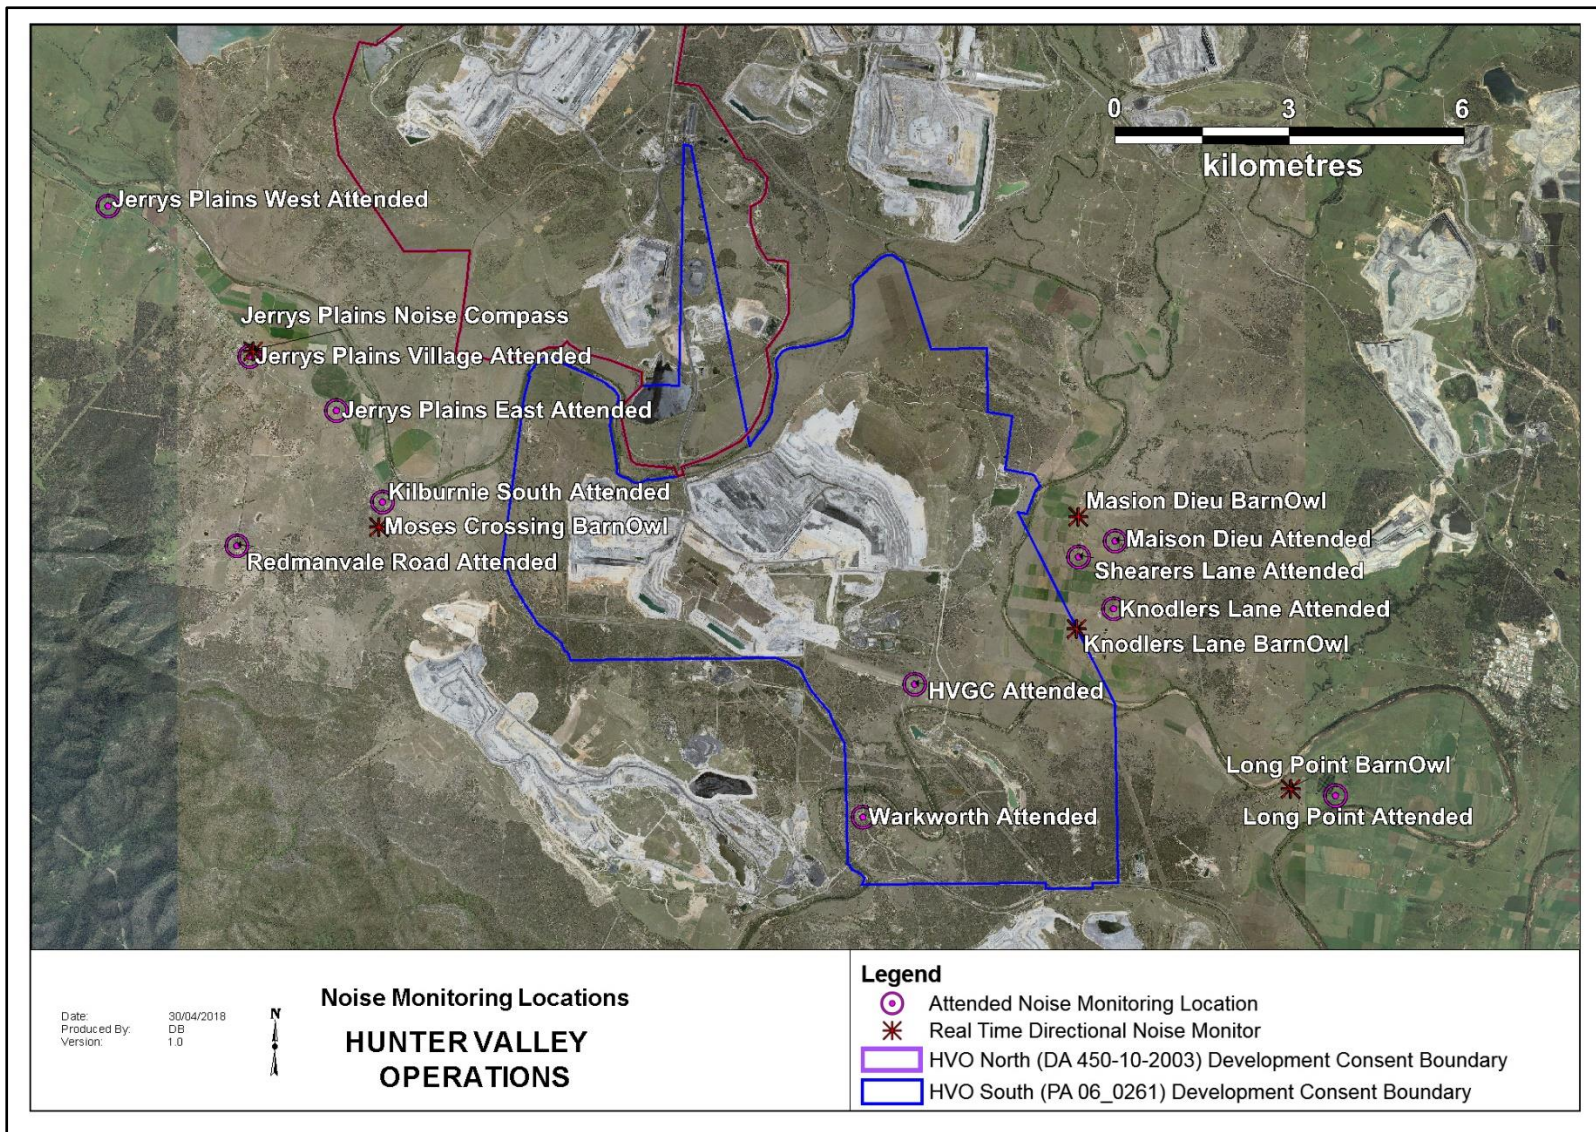 0 3 6
kilometres
Jerrys Plains West Attended
Jerrys Plains Noise Compass
Jerrys Plains Village Attended
Jerrys Plains East Attended
Kilburnie South Attended
Moses Crossing BarnOwl
Redmanvale Road Attended
Masion Dieu BarnOwl
Maison Dieu Attended
Shearers Lane Attended
Knodlers Lane Attended
Knodlers Lane BarnOwl
HVGC Attended
Long Point BarnOwl
Long Point Attended
Warkworth Attended
Date: 30/04/2018
Produced By: DB
Version: 1.0
N
Noise Monitoring Locations
HUNTER VALLEY
OPERATIONS
Legend
Attended Noise Monitoring Location
Real Time Directional Noise Monitor
HVO North (DA 450-10-2003) Development Consent Boundary
HVO South (PA 06_0261) Development Consent Boundary